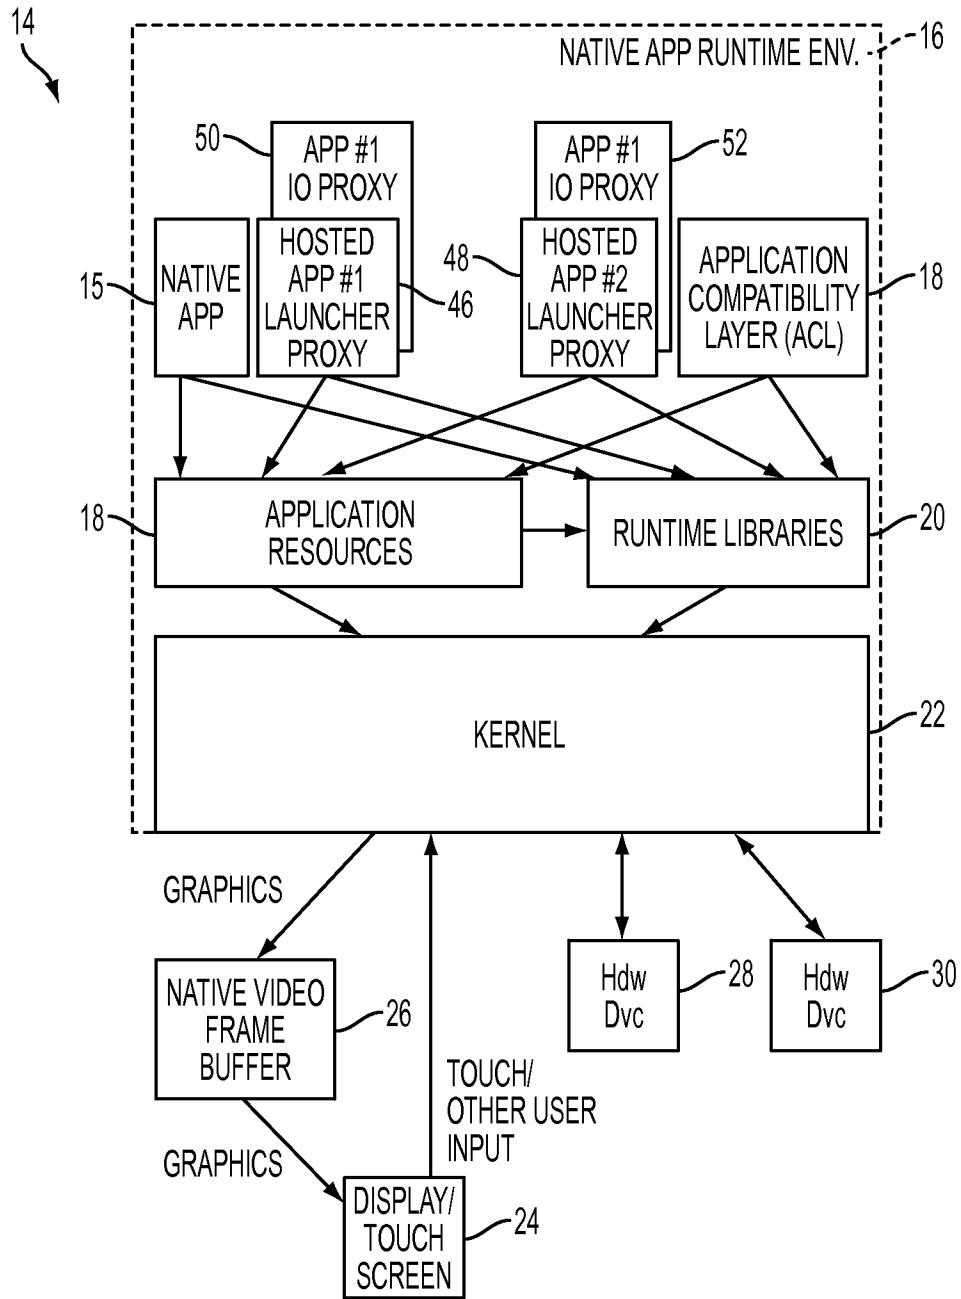 14
16
NATIVE APP RUNTIME ENV.
50
APP #1
IO PROXY
APP #1
IO PROXY
52
15
NATIVE
APP
HOSTED
APP #1
LAUNCHER
PROXY
46
48
HOSTED
APP #2
LAUNCHER
PROXY
APPLICATION
COMPATIBILITY
LAYER (ACL)
18
18
APPLICATION
RESOURCES
RUNTIME LIBRARIES
20
KERNEL
22
GRAPHICS
NATIVE VIDEO
FRAME
BUFFER
26
Hdw
Dvc
28
Hdw
Dvc
30
TOUCH/
OTHER USER
INPUT
GRAPHICS
DISPLAY/
TOUCH
SCREEN
24